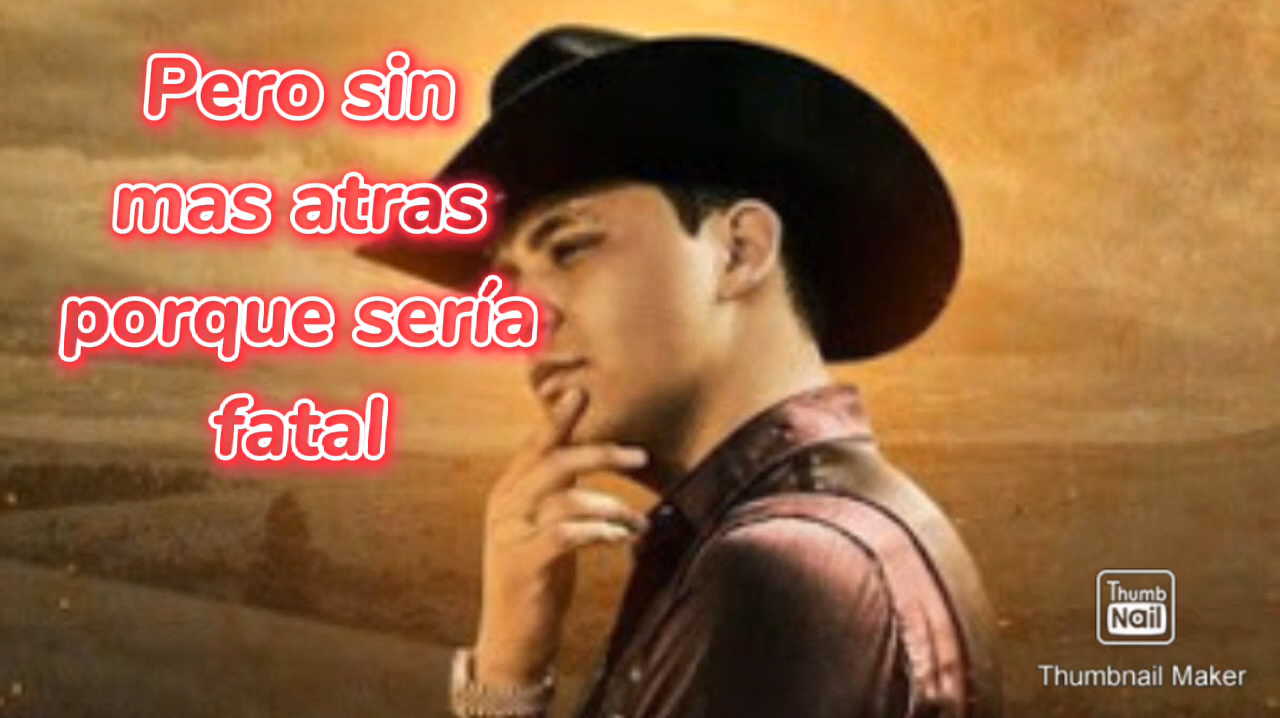 Pero sin
mas atras
porque sería
fatal
Thumb
Nail
Thumbnail Maker